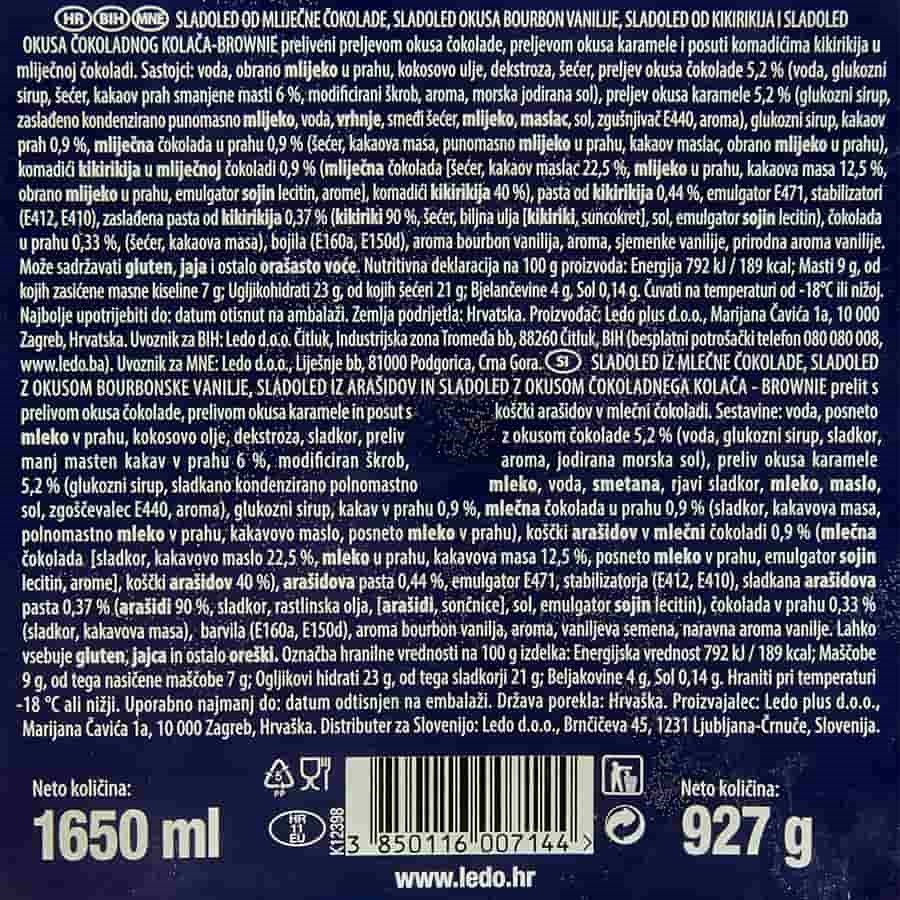 HR BIH MNE SLADOLED OD MLIJEČNE ČOKOLADE, SLADOLED OKUSA BOURBON VANILIJE, SLADOLED OD KIKIRIKIJA I SLADOLED
OKUSA ČOKOLADNOG KOLAČA-BROWNIE preliveni preljevom okusa čokolade, preljevom okusa karamele i posuti komadićima kikirikija u
mliječnoj čokoladi. Sastojci: voda, obrano mlijeko u prahu, kokosovo ulje, dekstroza, šećer, preljev okusa čokolade 5,2 % (voda, glukozni
sirup, šećer, kakaov prah smanjene masti 6 %, modificirani škrob, aroma, morska jodirana sol), preljev okusa karamele 5,2 % (glukozni sirup,
zaslađeno kondenzirano punomasno mlijeko, voda, vrhnje, smeđi šećer, mlijeko, maslac, sol, zgušnjivač E440, aroma), glukozni sirup, kakaov
prah 0,9 %, mliječna čokolada u prahu 0,9 % (šećer, kakaova masa, punomasno mlijeko u prahu, kakaov maslac, obrano mlijeko u prahu),
komadići kikirikija u mliječnoj čokoladi 0,9 % (mliječna čokolada [šećer, kakaov maslac 22,5 %, mlijeko u prahu, kakaova masa 12,5 %,
obrano mlijeko u prahu, emulgator sojin lecitin, arome], komadići kikirikija 40 %), pasta od kikirikija 0,44 %, emulgator E471, stabilizatori
(E412, E410), zaslađena pasta od kikirikija 0,37 % (kikiriki 90 %, šećer, biljna ulja [kikiriki, suncokret], sol, emulgator sojin lecitin), čokolada
u prahu 0,33 %, (šećer, kakaova masa), bojila (E160a, E150d), aroma bourbon vanilija, aroma, sjemenke vanilije, prirodna aroma vanilije.
Može sadržavati gluten, jaja i ostalo orašasto voće. Nutritivna deklaracija na 100 g proizvoda: Energija 792 kJ / 189 kcal; Masti 9 g, od
kojih zasićene masne kiseline 7 g; Ugljikohidrati 23 g, od kojih šećeri 21 g; Bjelančevine 4 g, Sol 0,14 g. Čuvati na temperaturi od -18°C ili nižoj.
Najbolje upotrijebiti do: datum otisnut na ambalaži. Zemlja podrijetla: Hrvatska. Proizvođač: Ledo plus d.o.o., Marijana Čavića 1a, 10 000
Zagreb, Hrvatska. Uvoznik za BIH: Ledo d.o.o. Čitluk, Industrijska zona Tromeđa bb, 88260 Čitluk, BIH (besplatni potrošački telefon 080 080 008,
www.ledo.ba). Uvoznik za MNE: Ledo d.o.o., Liješnje bb, 81000 Podgorica, Crna Gora. SI SLADOLED IZ MLEČNE ČOKOLADE, SLADOLED
Z OKUSOM BOURBONSKE VANILJE, SLADOLED IZ ARAŠIDOV IN SLADOLED Z OKUSOM ČOKOLADNEGA KOLAČA - BROWNIE prelit s
prelivom okusa čokolade, prelivom okusa karamele in posut s koščki arašidov v mlečni čokoladi. Sestavine: voda, posneto
mleko v prahu, kokosovo olje, dekstroza, sladkor, preliv z okusom čokolade 5,2 % (voda, glukozni sirup, sladkor,
manj masten kakav v prahu 6 %, modificiran škrob, aroma, jodirana morska sol), preliv okusa karamele
5,2 % (glukozni sirup, sladkano kondenzirano polnomastno mleko, voda, smetana, rjavi sladkor, mleko, maslo,
sol, zgoščevalec E440, aroma), glukozni sirup, kakav v prahu 0,9 %, mlečna čokolada u prahu 0,9 % (sladkor, kakavova masa,
polnomastno mleko v prahu, kakavovo maslo, posneto mleko v prahu), koščki arašidov v mlečni čokoladi 0,9 % (mlečna
čokolada [sladkor, kakavovo maslo 22,5 %, mleko u prahu, kakavova masa 12,5 %, posneto mleko v prahu, emulgator sojin
lecitin, arome], koščki arašidov 40 %), arašidova pasta 0,44 %, emulgator E471, stabilizatorja (E412, E410), sladkana arašidova
pasta 0,37 % (arašidi 90 %, sladkor, rastlinska olja, [arašidi, sončnice], sol, emulgator sojin lecitin), čokolada v prahu 0,33 %
(sladkor, kakavova masa), barvila (E160a, E150d), aroma bourbon vanilja, aroma, vaniljeva semena, naravna aroma vanilje. Lahko
vsebuje gluten, jajca in ostalo oreški. Označba hranilne vrednosti na 100 g izdelka: Energijska vrednost 792 kJ / 189 kcal; Maščobe
9 g, od tega nasičene maščobe 7 g; Ogljikovi hidrati 23 g, od tega sladkorji 21 g; Beljakovine 4 g, Sol 0,14 g. Hraniti pri temperaturi
-18 °C ali nižji. Uporabno najmanj do: datum odtisnjen na embalaži. Država porekla: Hrvaška. Proizvajalec: Ledo plus d.o.o.,
Marijana Čavića 1a, 10 000 Zagreb, Hrvaška. Distributer za Slovenijo: Ledo d.o.o., Brnčičeva 45, 1231 Ljubljana-Črnuče, Slovenija.
Neto količina:
1650 ml
HR
11
EU
K12398
3 850116 007144 >
Neto količina:
927 g
www.ledo.hr